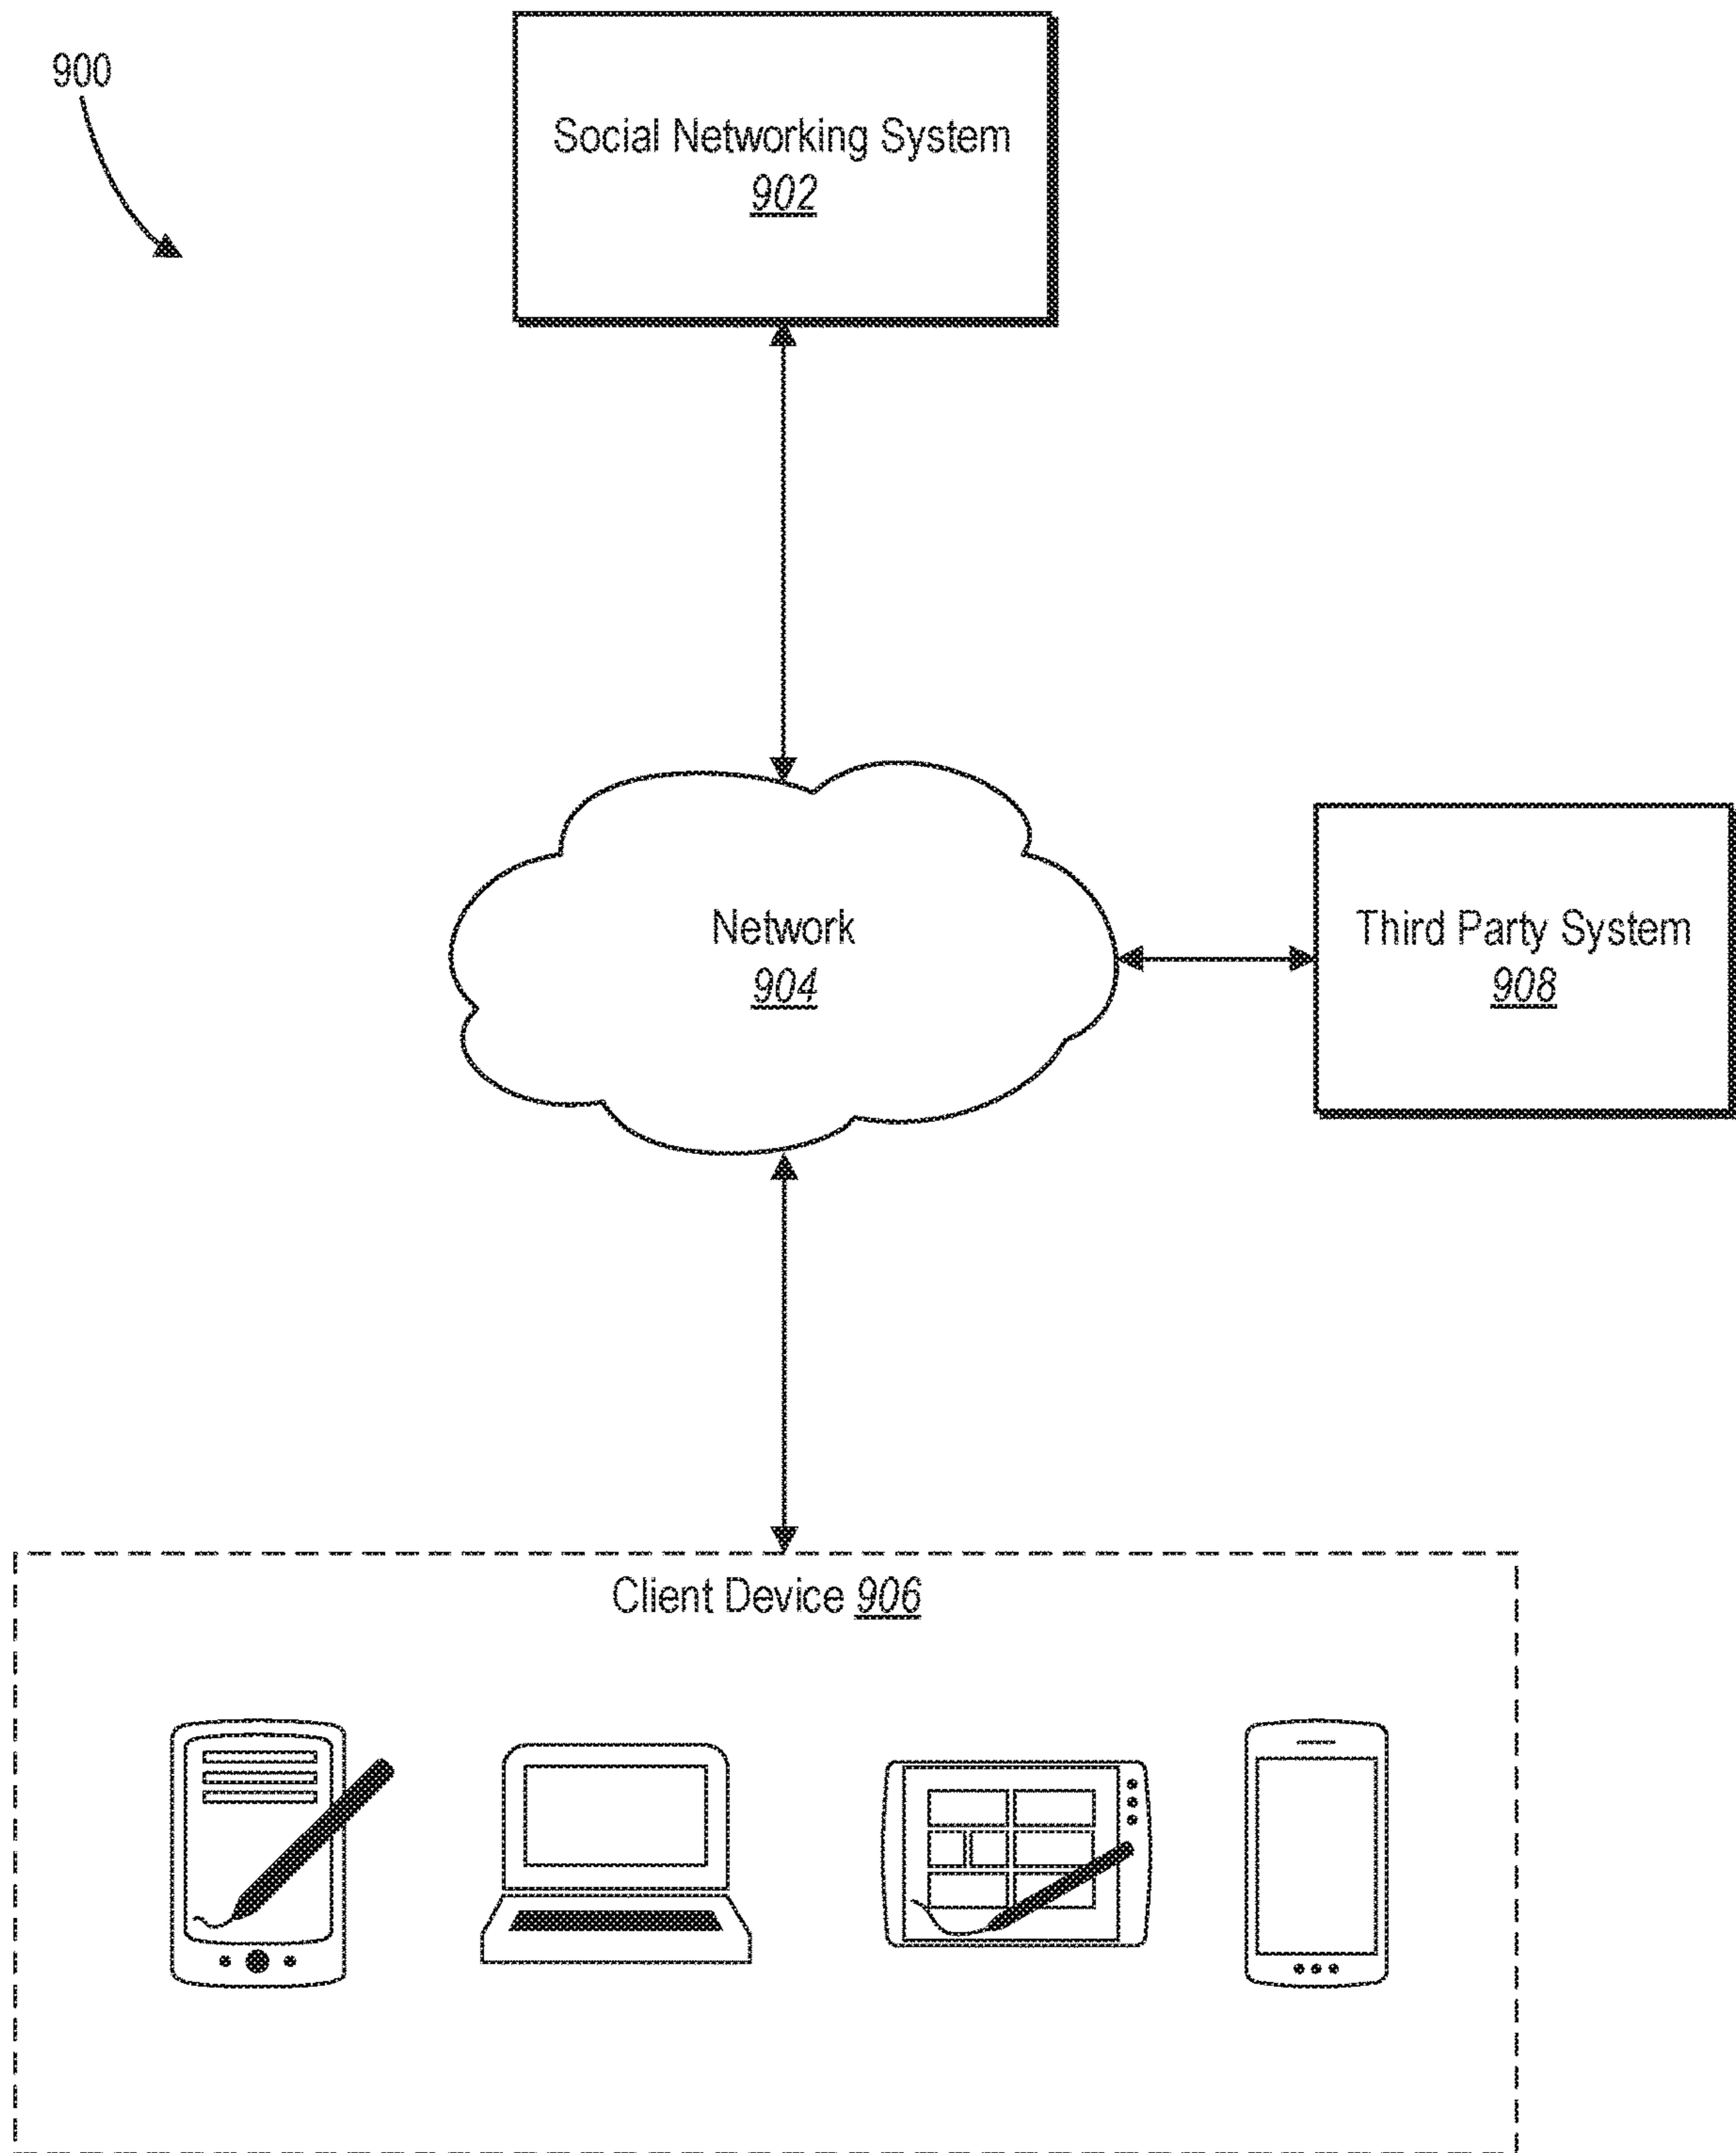 900
Social Networking System
902
Network
904
Third Party System
908
Client Device 906